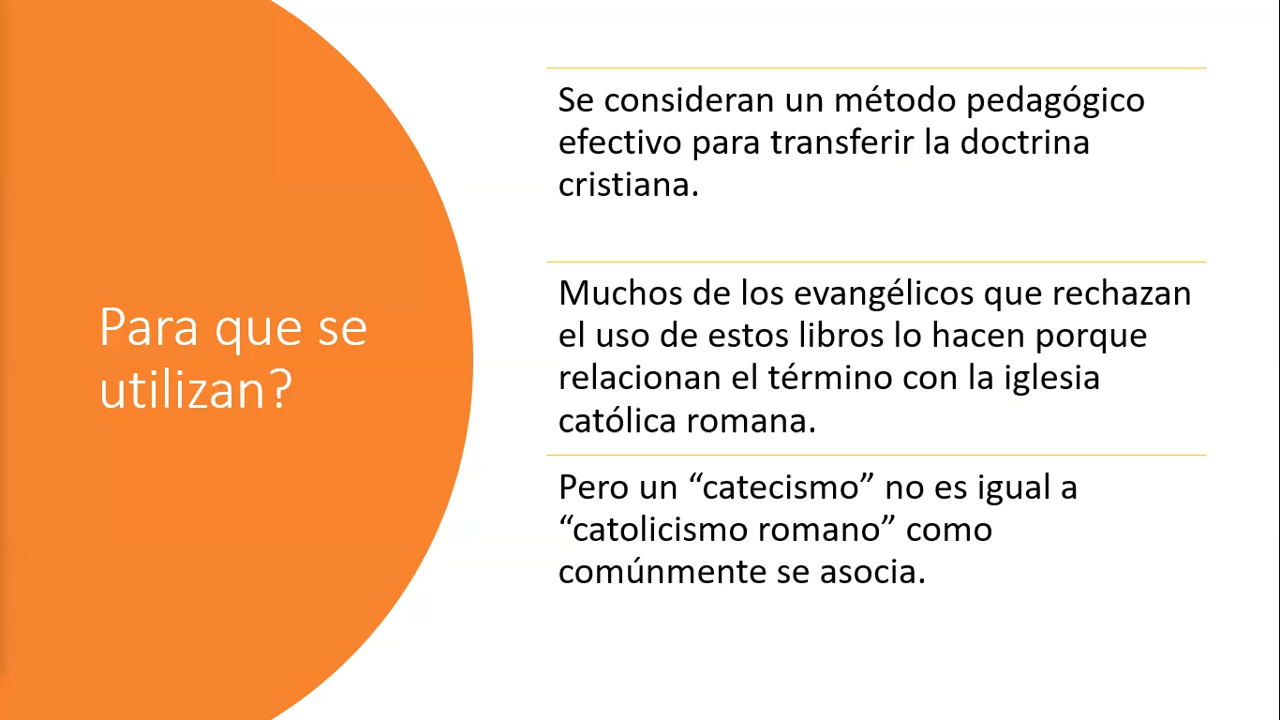 Para que se
utilizan?
Se consideran un método pedagógico
efectivo para transferir la doctrina
cristiana.
Muchos de los evangélicos que rechazan
el uso de estos libros lo hacen porque
relacionan el término con la iglesia
católica romana.
Pero un “catecismo” no es igual a
“catolicismo romano” como
comúnmente se asocia.